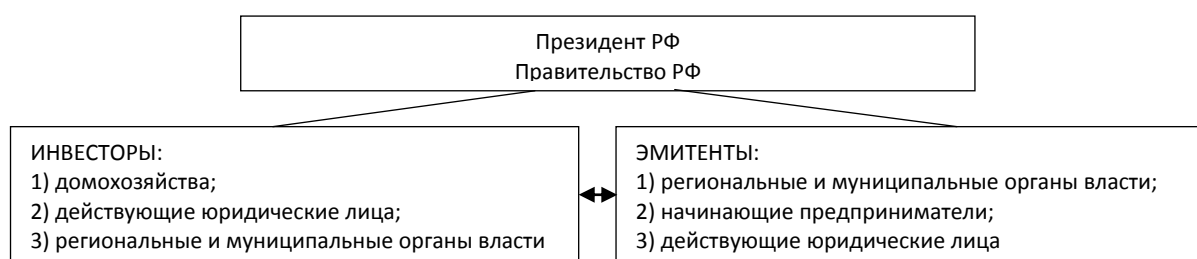 Президент РФ
Правительство РФ
ИНВЕСТОРЫ:
1) домохозяйства;
2) действующие юридические лица;
3) региональные и муниципальные органы власти
ЭМИТЕНТЫ:
1) региональные и муниципальные органы власти;
2) начинающие предприниматели;
3) действующие юридические лица